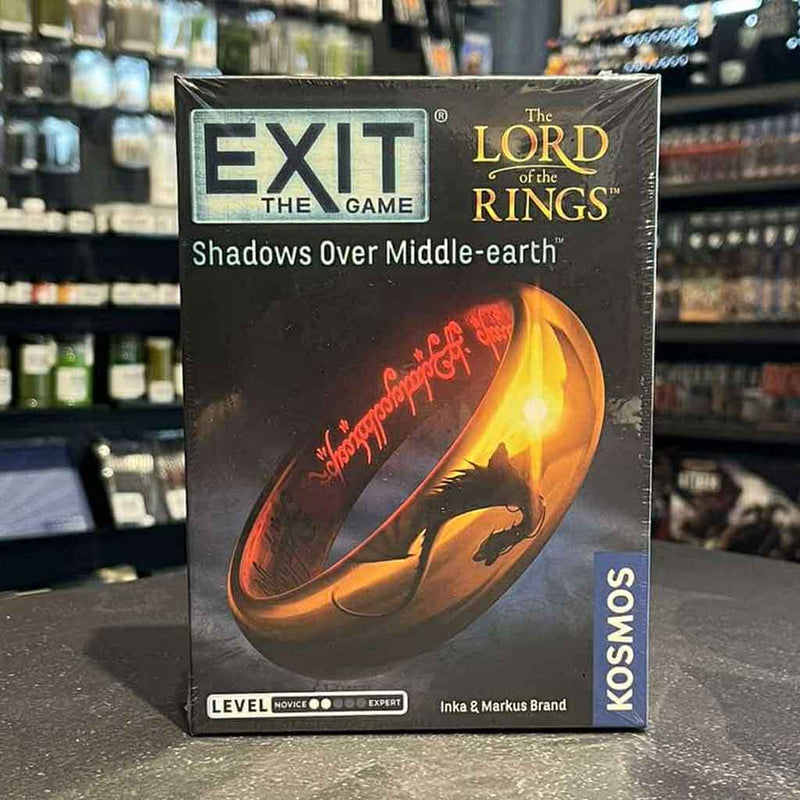 EXIT®
THE GAME
The
LORD
of the
RINGS™
Shadows Over Middle-earth™
LEVEL NOVICE EXPERT
Inka & Markus Brand
KOSMOS